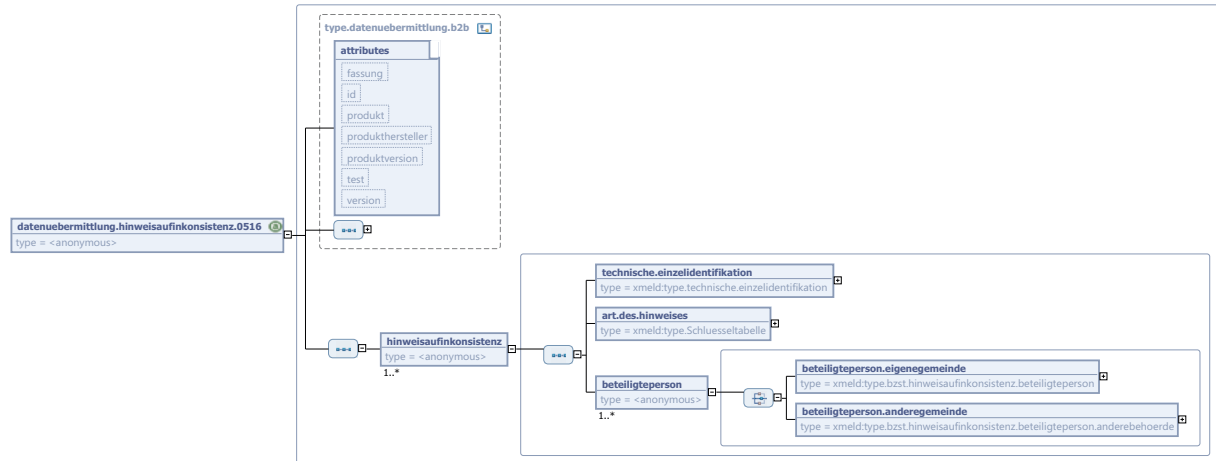 type.datenuebermittlung.b2b
attributes
fassung
id
produkt
produkthersteller
produktversion
test
version
datenuebermittlung.hinweisaufinkonsistenz.0516
type = <anonymous>
hinweisaufinkonsistenz
type = <anonymous>
1..*
technische.einzelidentifikation
type = xmeld:type.technische.einzelidentifikation
art.des.hinweises
type = xmeld:type.Schluesseltabelle
beteiligteperson
type = <anonymous>
1..*
beteiligteperson.eigenegemeinde
type = xmeld:type.bzst.hinweisaufinkonsistenz.beteiligteperson
beteiligteperson.anderegemeinde
type = xmeld:type.bzst.hinweisaufinkonsistenz.beteiligteperson.anderebehoerde